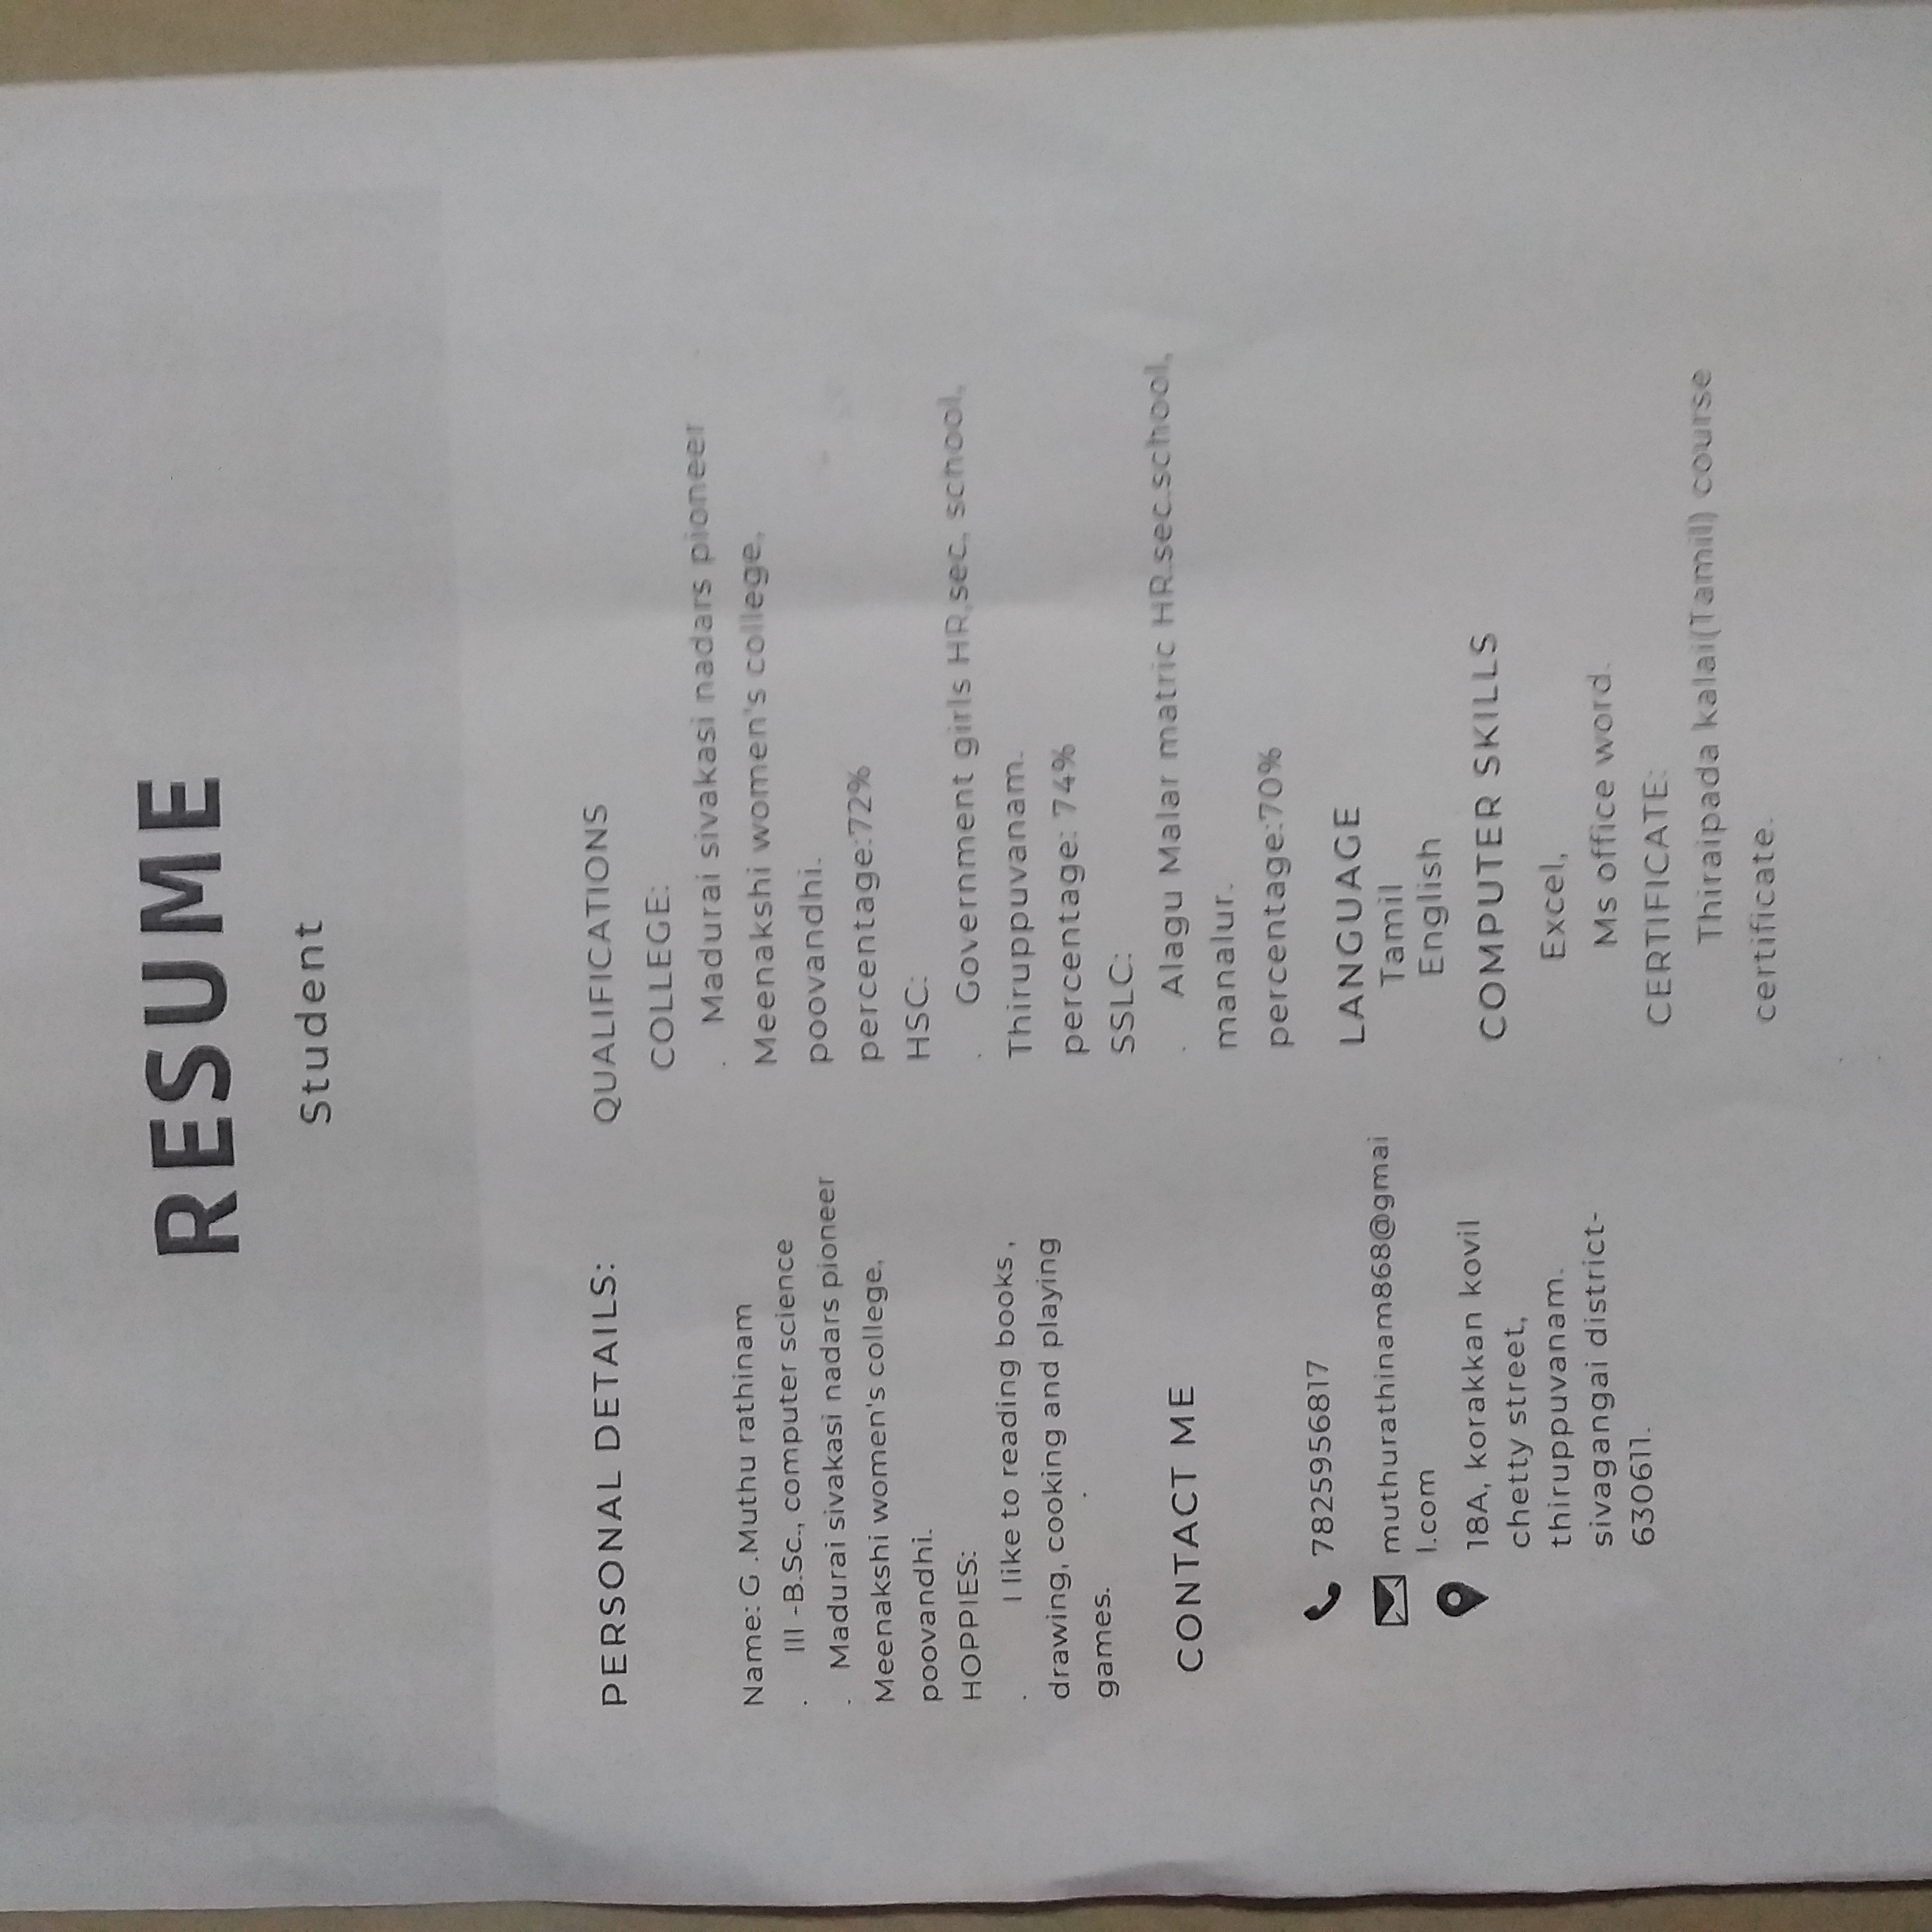 RESUME
Student
PERSONAL DETAILS:
Name: G .Muthu rathinam
. III -B.Sc., computer science
. Madurai sivakasi nadars pioneer
Meenakshi women's college,
poovandhi.
HOPPIES:
. I like to reading books ,
drawing, cooking and playing
games.
CONTACT ME
7825956817
muthurathinam868@gmai
l.com
18A, korakkan kovil
chetty street,
thiruppuvanam.
sivagangai district-
630611.
QUALIFICATIONS
COLLEGE:
. Madurai sivakasi nadars pioneer
Meenakshi women's college,
poovandhi.
percentage:72%
HSC:
. Government girls HR,sec, school,
Thiruppuvanam.
percentage: 74%
SSLC:
. Alagu Malar matric HR.sec.school,
manalur.
percentage:70%
LANGUAGE
Tamil
English
COMPUTER SKILLS
Excel,
Ms office word.
CERTIFICATE:
Thiraipada kalai(Tamil) course
certificate.